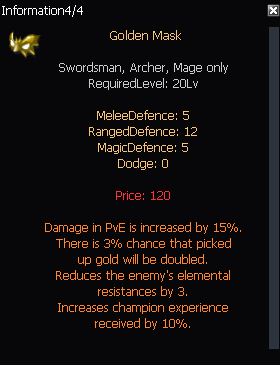 Information4/4
Golden Mask
Swordsman, Archer, Mage only
RequiredLevel: 20Lv
MeleeDefence: 5
RangedDefence: 12
MagicDefence: 5
Dodge: 0
Price: 120
Damage in PvE is increased by 15%.
There is 3% chance that picked
up gold will be doubled.
Reduces the enemy's elemental
resistances by 3.
Increases champion experience
received by 10%.